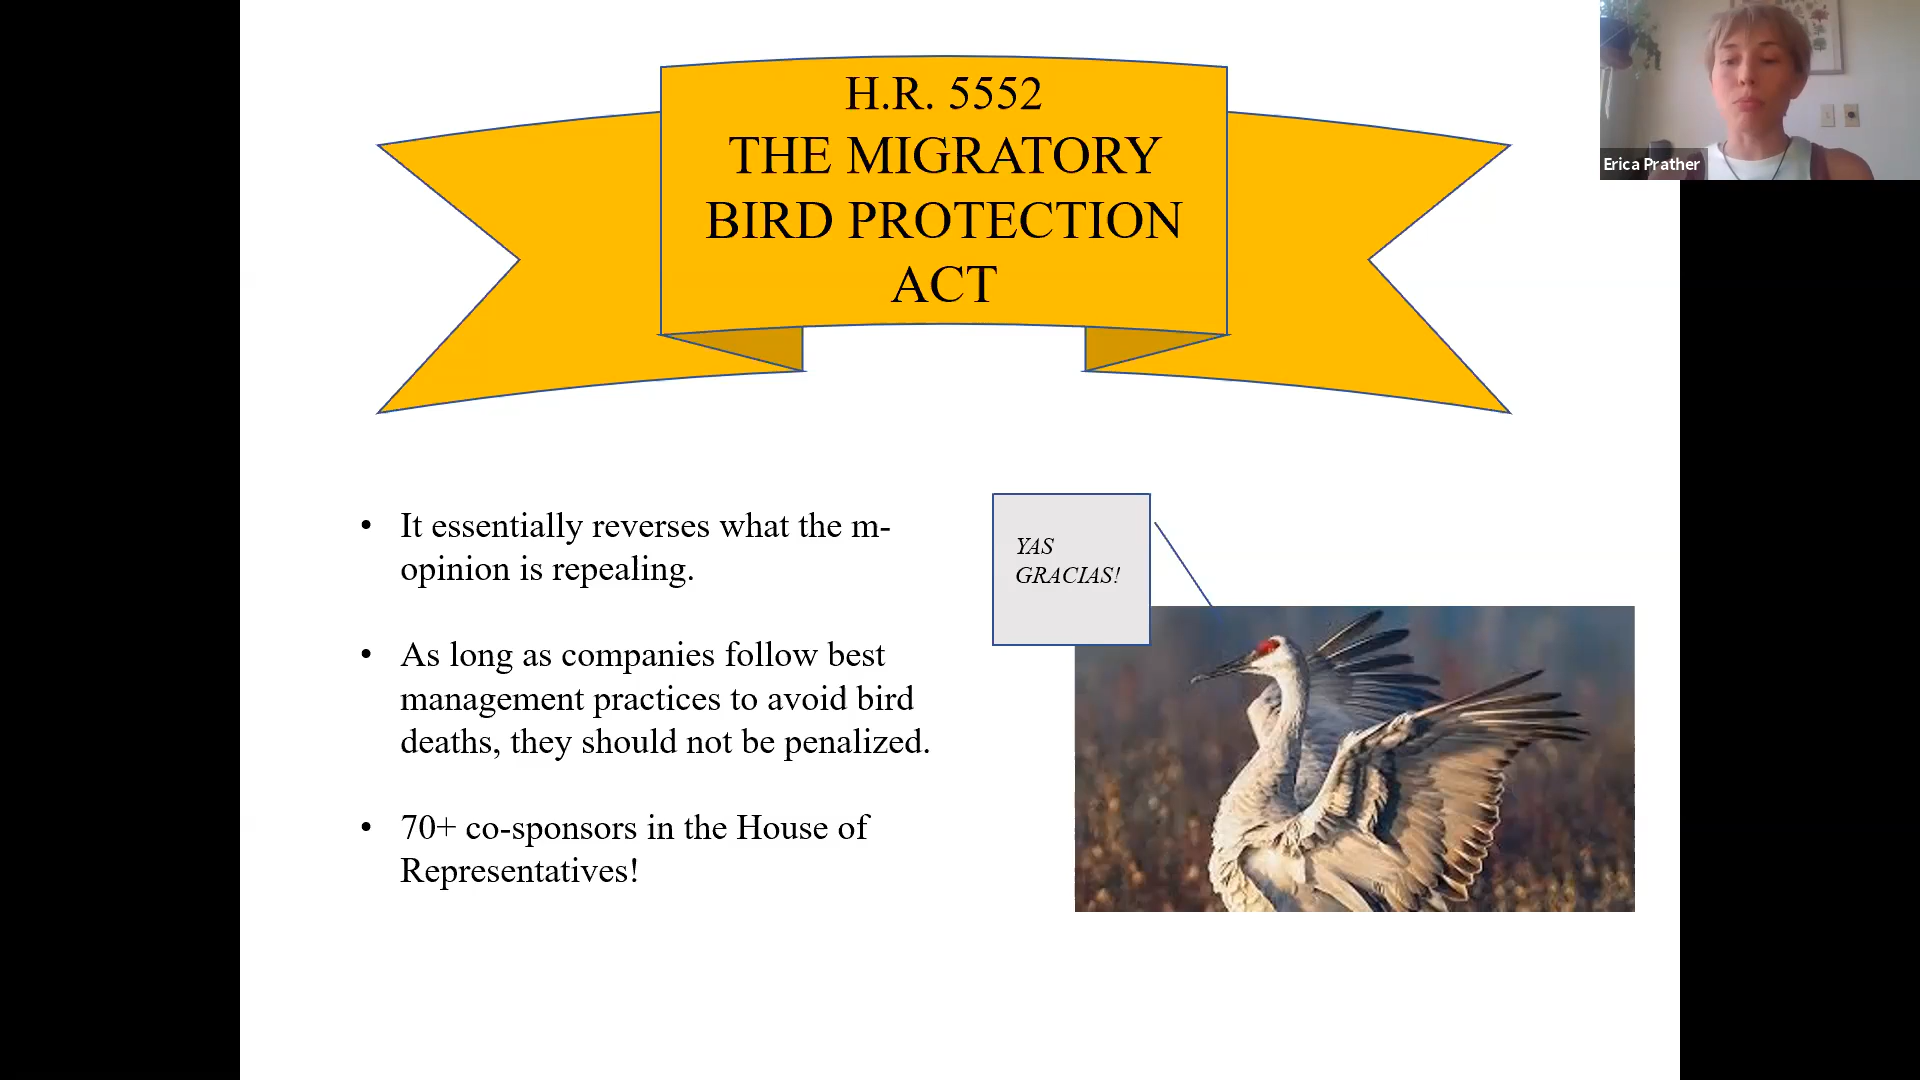 H.R. 5552
THE MIGRATORY
BIRD PROTECTION
ACT
Erica Prather
• It essentially reverses what the m-
opinion is repealing.
• As long as companies follow best
management practices to avoid bird
deaths, they should not be penalized.
• 70+ co-sponsors in the House of
Representatives!
YAS
GRACIAS!